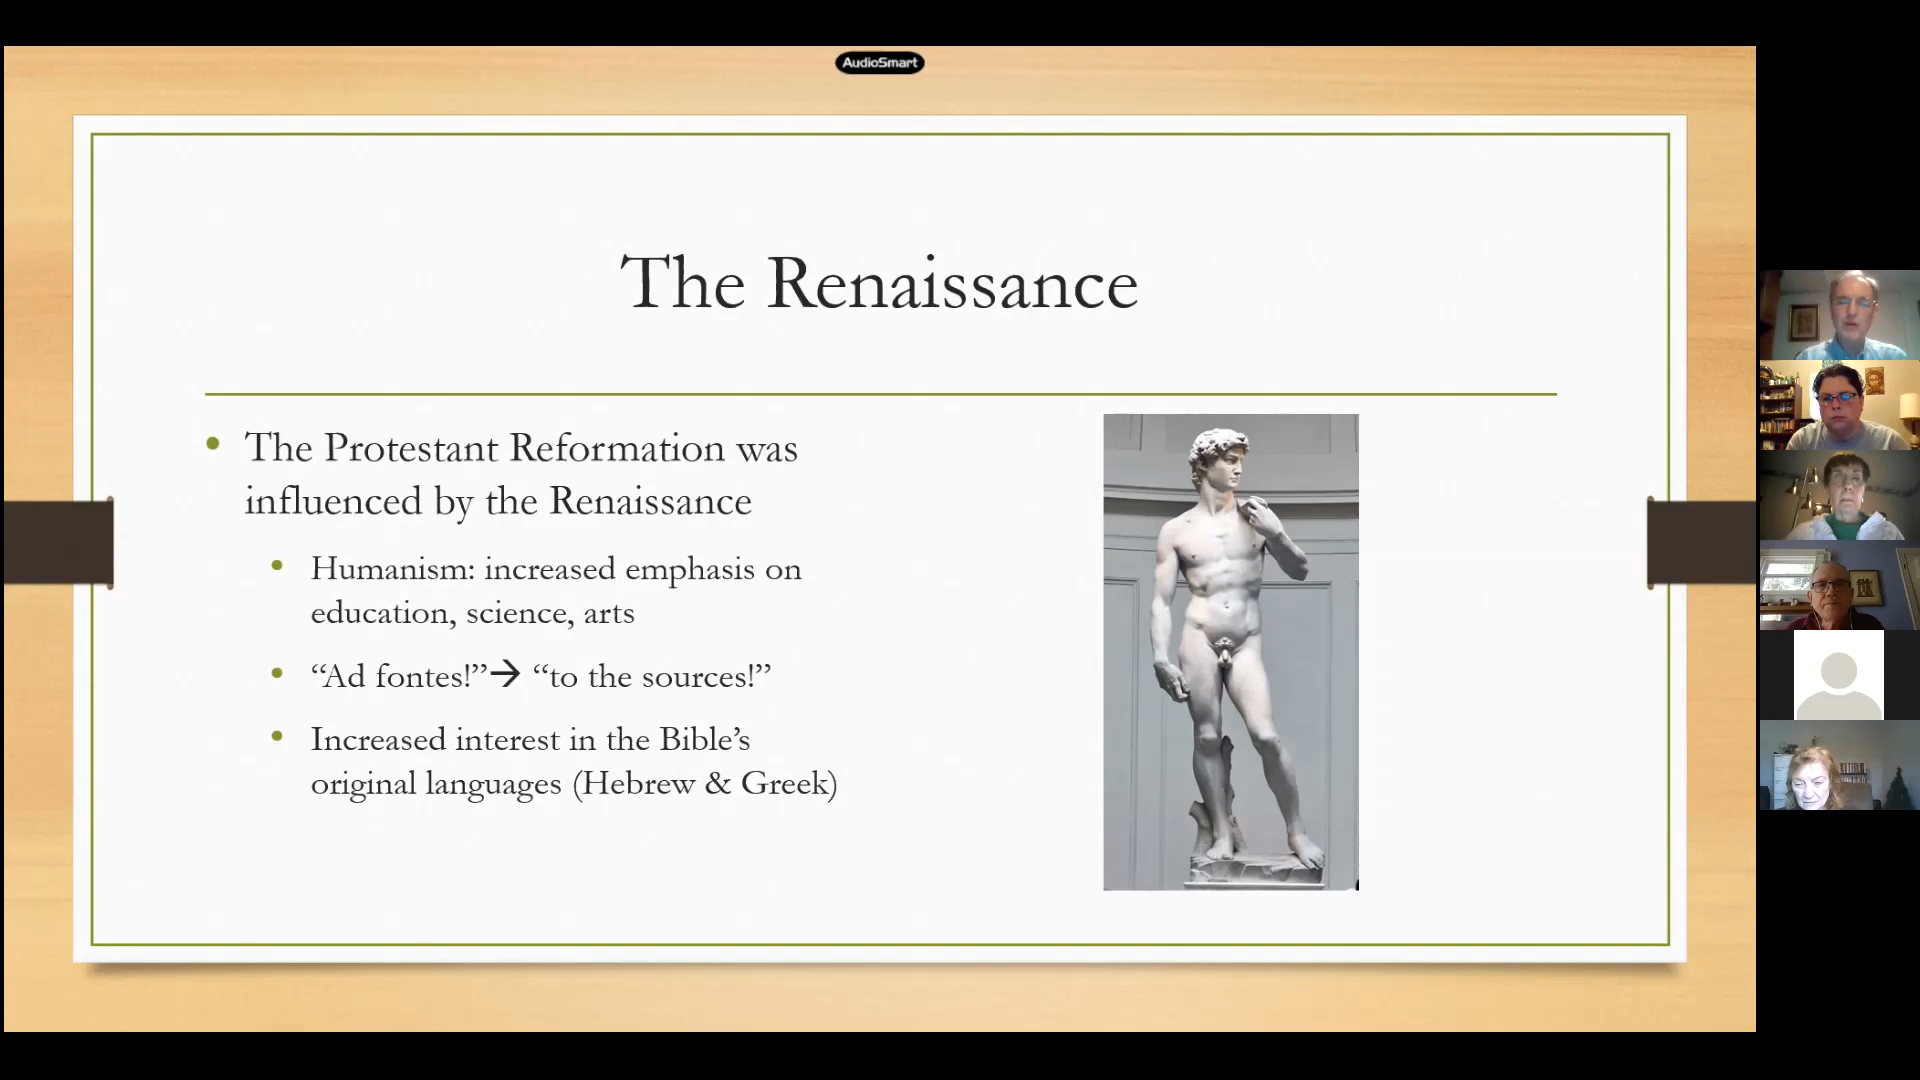 AudioSmart
The Renaissance
• The Protestant Reformation was
influenced by the Renaissance
• Humanism: increased emphasis on
education, science, arts
• “Ad fontes!”→ “to the sources!”
• Increased interest in the Bible’s
original languages (Hebrew & Greek)